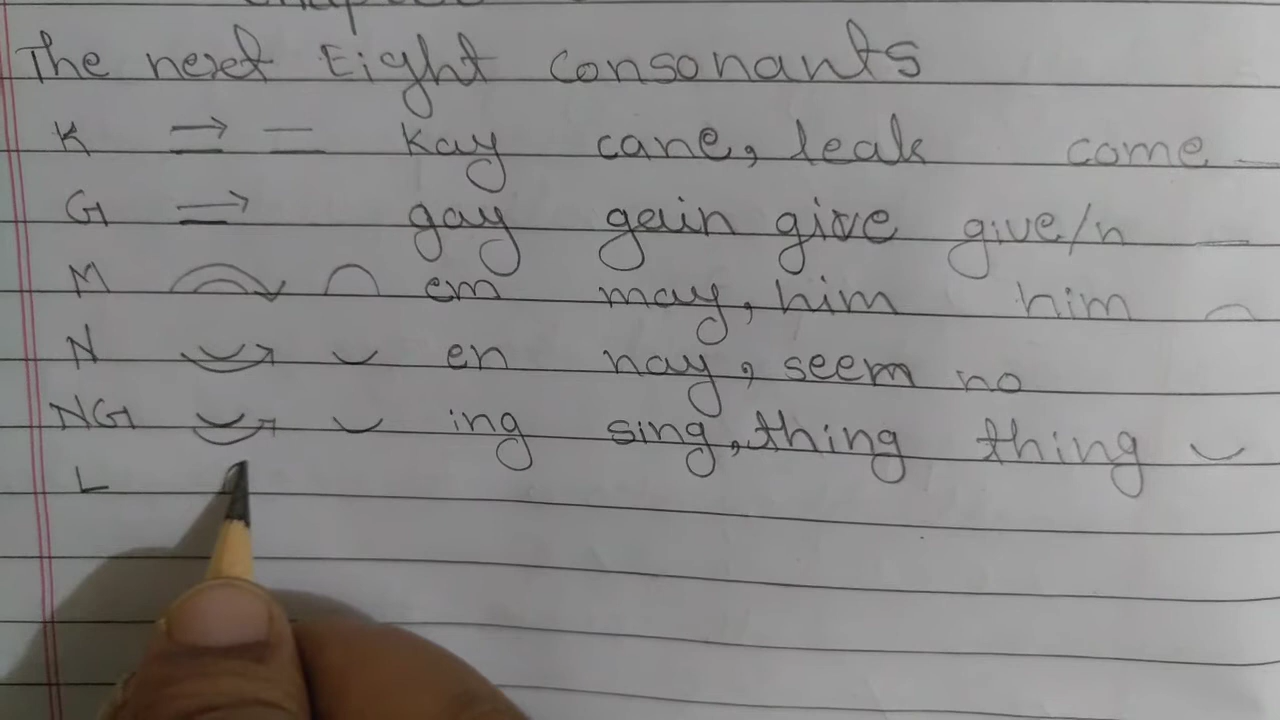 The next Eight consonants
K kay cane, leak come
G gay gain give give/n
M em may, him him
N en nay, seem no
NG ing sing, thing thing
L